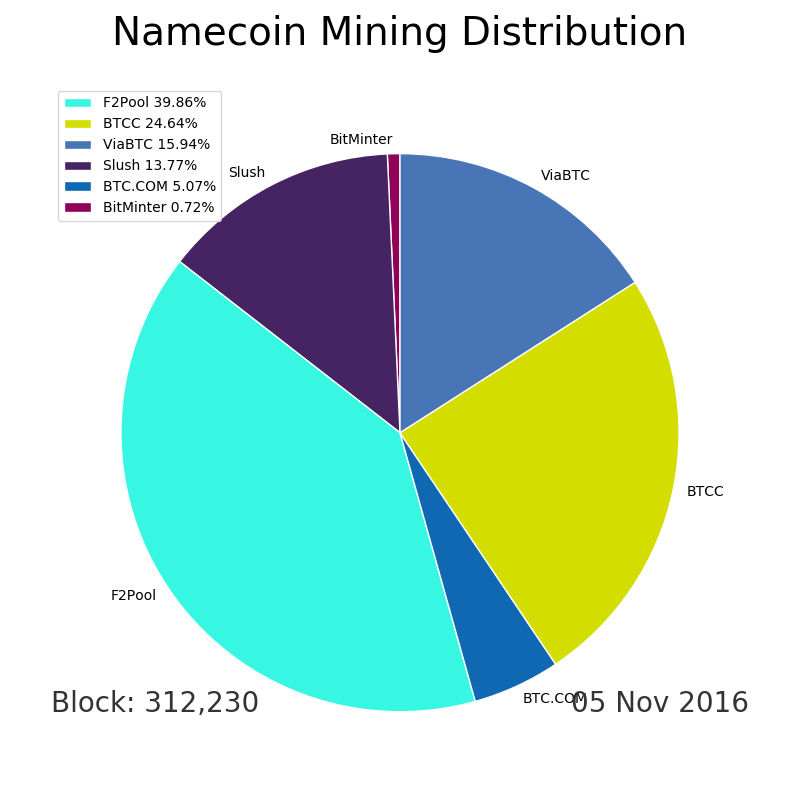 Namecoin Mining Distribution
F2Pool 39.86%
BTCC 24.64%
ViaBTC 15.94%
Slush 13.77%
BTC.COM 5.07%
BitMinter 0.72%
BitMinter
Slush
ViaBTC
BTCC
F2Pool
BTC.COM
Block: 312,230
05 Nov 2016